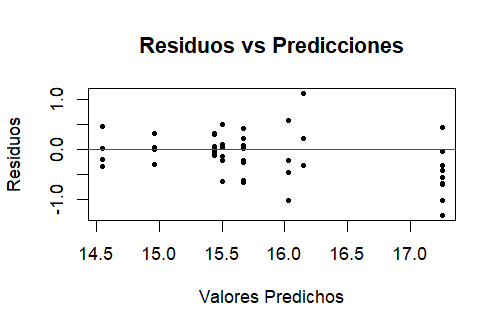 Residuos vs Predicciones
Residuos
1.0
0.0
-1.0
14.5 15.0 15.5 16.0 16.5 17.0
Valores Predichos